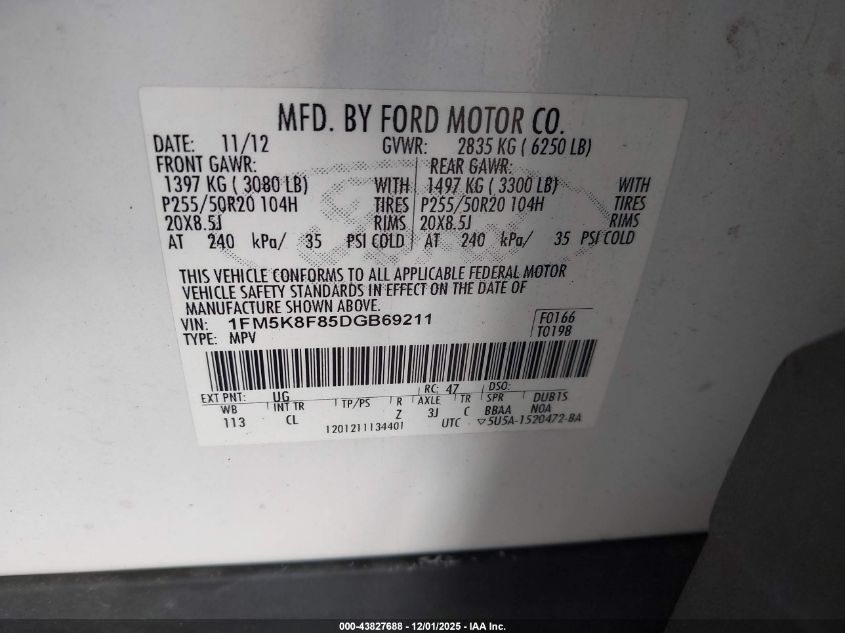 MFD. BY FORD MOTOR CO.
DATE: 11/12 GVWR: 2835 KG ( 6250 LB)
FRONT GAWR: REAR GAWR:
1397 KG ( 3080 LB) WITH 1497 KG ( 3300 LB) WITH
P255/50R20 104H TIRES P255/50R20 104H TIRES
20X8.5J RIMS 20X8.5J RIMS
AT 240 kPa/ 35 PSI COLD AT 240 kPa/ 35 PSI COLD
THIS VEHICLE CONFORMS TO ALL APPLICABLE FEDERAL MOTOR
VEHICLE SAFETY STANDARDS IN EFFECT ON THE DATE OF
MANUFACTURE SHOWN ABOVE.
VIN: 1FM5K8F85DGB69211 F0166
TYPE: MPV T0198
EXT PNT: UG RC: 47 DSO:
WB INT TR TP/PS R AXLE TR SPR DUB1S
113 CL Z 3J C BBAA NOA
1201211134401 UTC ▽5U5A-1520472-BA
000-43827688 - 12/01/2025 - IAA Inc.